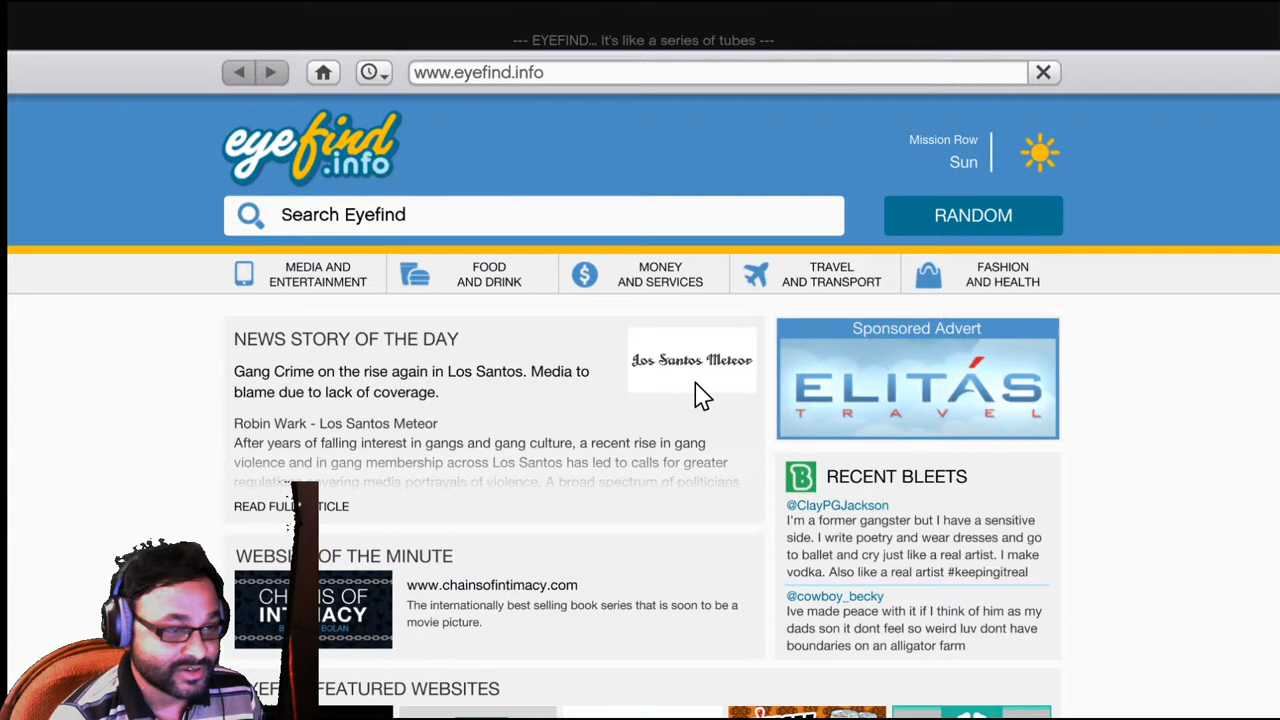 --- EYEFIND... It's like a series of tubes ---
www.eyefind.info
eyefind
.info
Mission Row
Sun
Search Eyefind
RANDOM
MEDIA AND
ENTERTAINMENT
FOOD
AND DRINK
MONEY
AND SERVICES
TRAVEL
AND TRANSPORT
FASHION
AND HEALTH
NEWS STORY OF THE DAY
Los Santos Meteor
Gang Crime on the rise again in Los Santos. Media to
blame due to lack of coverage.
Robin Wark - Los Santos Meteor
After years of falling interest in gangs and gang culture, a recent rise in gang
violence and in gang membership across Los Santos has led to calls for greater
regulations covering media portrayals of violence. A broad spectrum of politicians
READ FULL ARTICLE
Sponsored Advert
ELITÁS
TRAVEL
B RECENT BLEETS
@ClayPGJackson
I'm a former gangster but I have a sensitive
side. I write poetry and wear dresses and go
to ballet and cry just like a real artist. I make
vodka. Also like a real artist #keepingitreal
@cowboy_becky
Ive made peace with it if I think of him as my
dads son it dont feel so weird luv dont have
boundaries on an alligator farm
WEBSITE OF THE MINUTE
CHAINS OF
INTIMACY
BOLAN
www.chainsofintimacy.com
The internationally best selling book series that is soon to be a
movie picture.
FEATURED WEBSITES